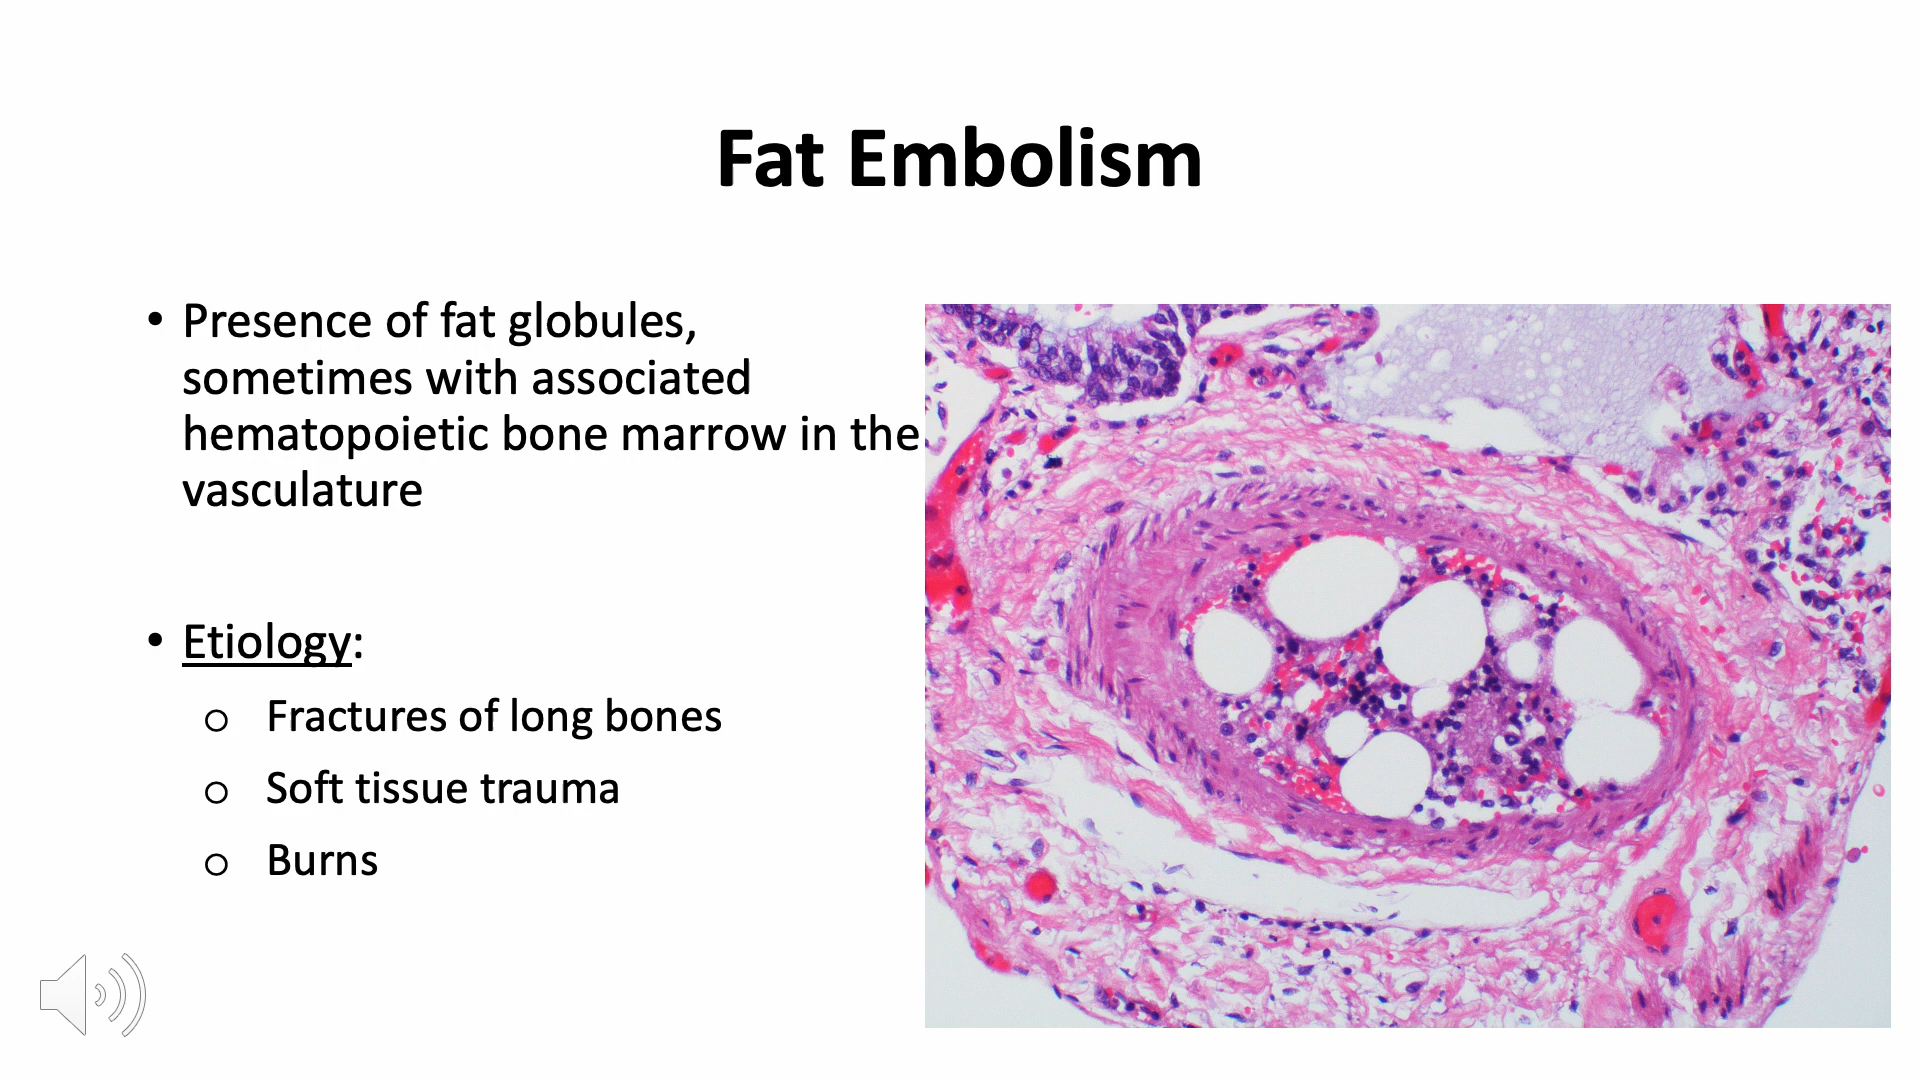 Fat Embolism
• Presence of fat globules,
sometimes with associated
hematopoietic bone marrow in the
vasculature
• Etiology:
o Fractures of long bones
o Soft tissue trauma
o Burns